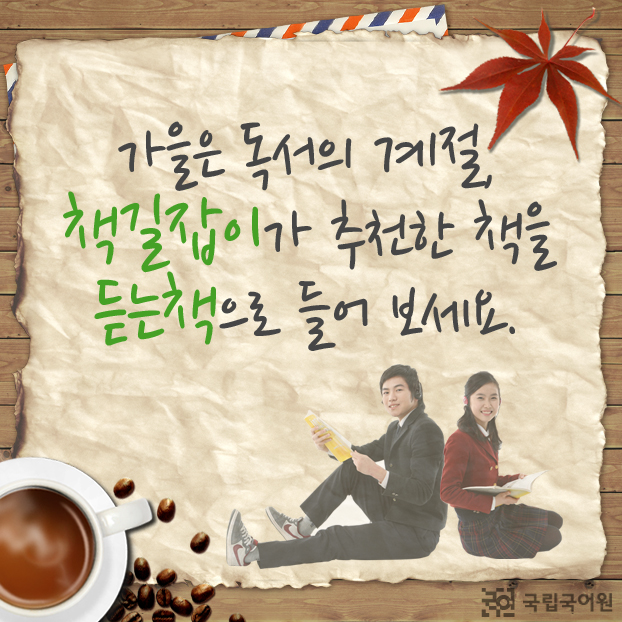 가을은 독서의 계절,
책길잡이가 추천한 책을
듣는책으로 들어 보세요.
국립국어원